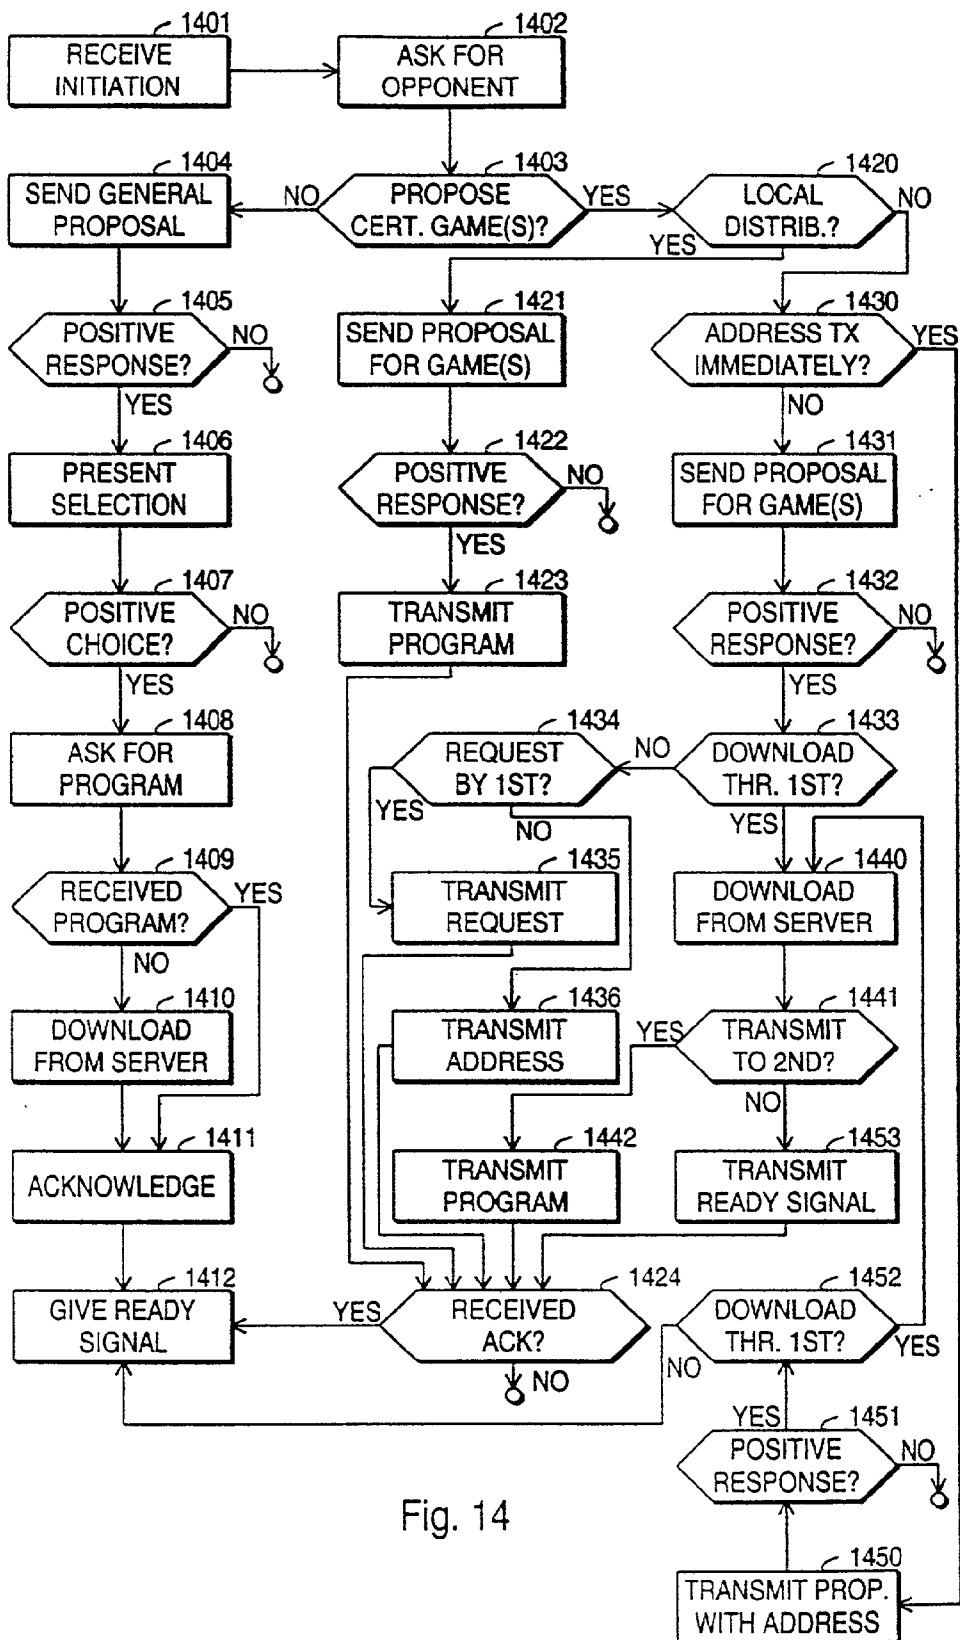 1401
RECEIVE
INITIATION
1402
ASK FOR
OPPONENT
1404
SEND GENERAL
PROPOSAL
NO
1403
PROPOSE
CERT. GAME(S)?
YES
1420
LOCAL
DISTRIB.?
NO
YES
1405
POSITIVE
RESPONSE?
NO
YES
1421
SEND PROPOSAL
FOR GAME(S)
1430
ADDRESS TX
IMMEDIATELY?
YES
NO
1406
PRESENT
SELECTION
1422
POSITIVE
RESPONSE?
NO
YES
1431
SEND PROPOSAL
FOR GAME(S)
1407
POSITIVE
CHOICE?
NO
YES
1423
TRANSMIT
PROGRAM
1432
POSITIVE
RESPONSE?
NO
YES
1408
ASK FOR
PROGRAM
1434
REQUEST
BY 1ST?
YES
NO
NO
1433
DOWNLOAD
THR. 1ST?
YES
1409
RECEIVED
PROGRAM?
YES
NO
1435
TRANSMIT
REQUEST
1440
DOWNLOAD
FROM SERVER
1410
DOWNLOAD
FROM SERVER
1436
TRANSMIT
ADDRESS
YES
1441
TRANSMIT
TO 2ND?
NO
1411
ACKNOWLEDGE
1442
TRANSMIT
PROGRAM
1453
TRANSMIT
READY SIGNAL
1412
GIVE READY
SIGNAL
YES
1424
RECEIVED
ACK?
NO
1452
DOWNLOAD
THR. 1ST?
YES
NO
YES
1451
POSITIVE
RESPONSE?
NO
Fig. 14
1450
TRANSMIT PROP.
WITH ADDRESS